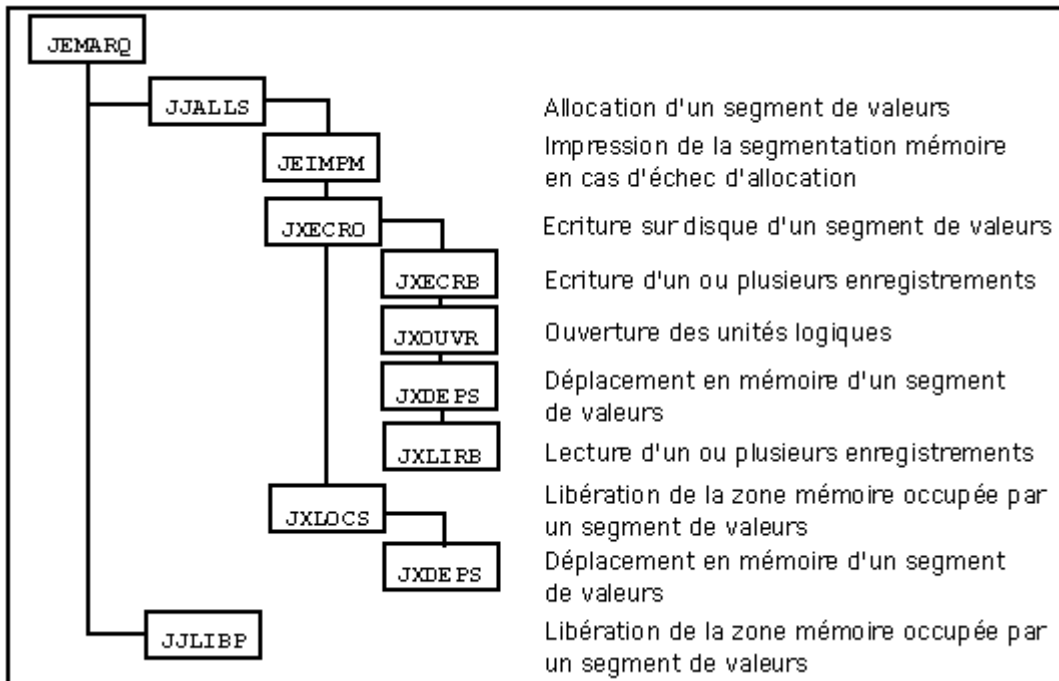 JEMARQ
JJALLS Allocation d'un segment de valeurs
JEIMPM Impression de la segmentation mémoire
en cas d'échec d'allocation
JXECRO Ecriture sur disque d'un segment de valeurs
JXECRB Ecriture d'un ou plusieurs enregistrements
JXOUVR Ouverture des unités logiques
JXDEPS Déplacement en mémoire d'un segment
de valeurs
JXLIRB Lecture d'un ou plusieurs enregistrements
JXLOCS Libération de la zone mémoire occupée par
un segment de valeurs
JXDEPS Déplacement en mémoire d'un segment
de valeurs
JJLIBP Libération de la zone mémoire occupée par
un segment de valeurs